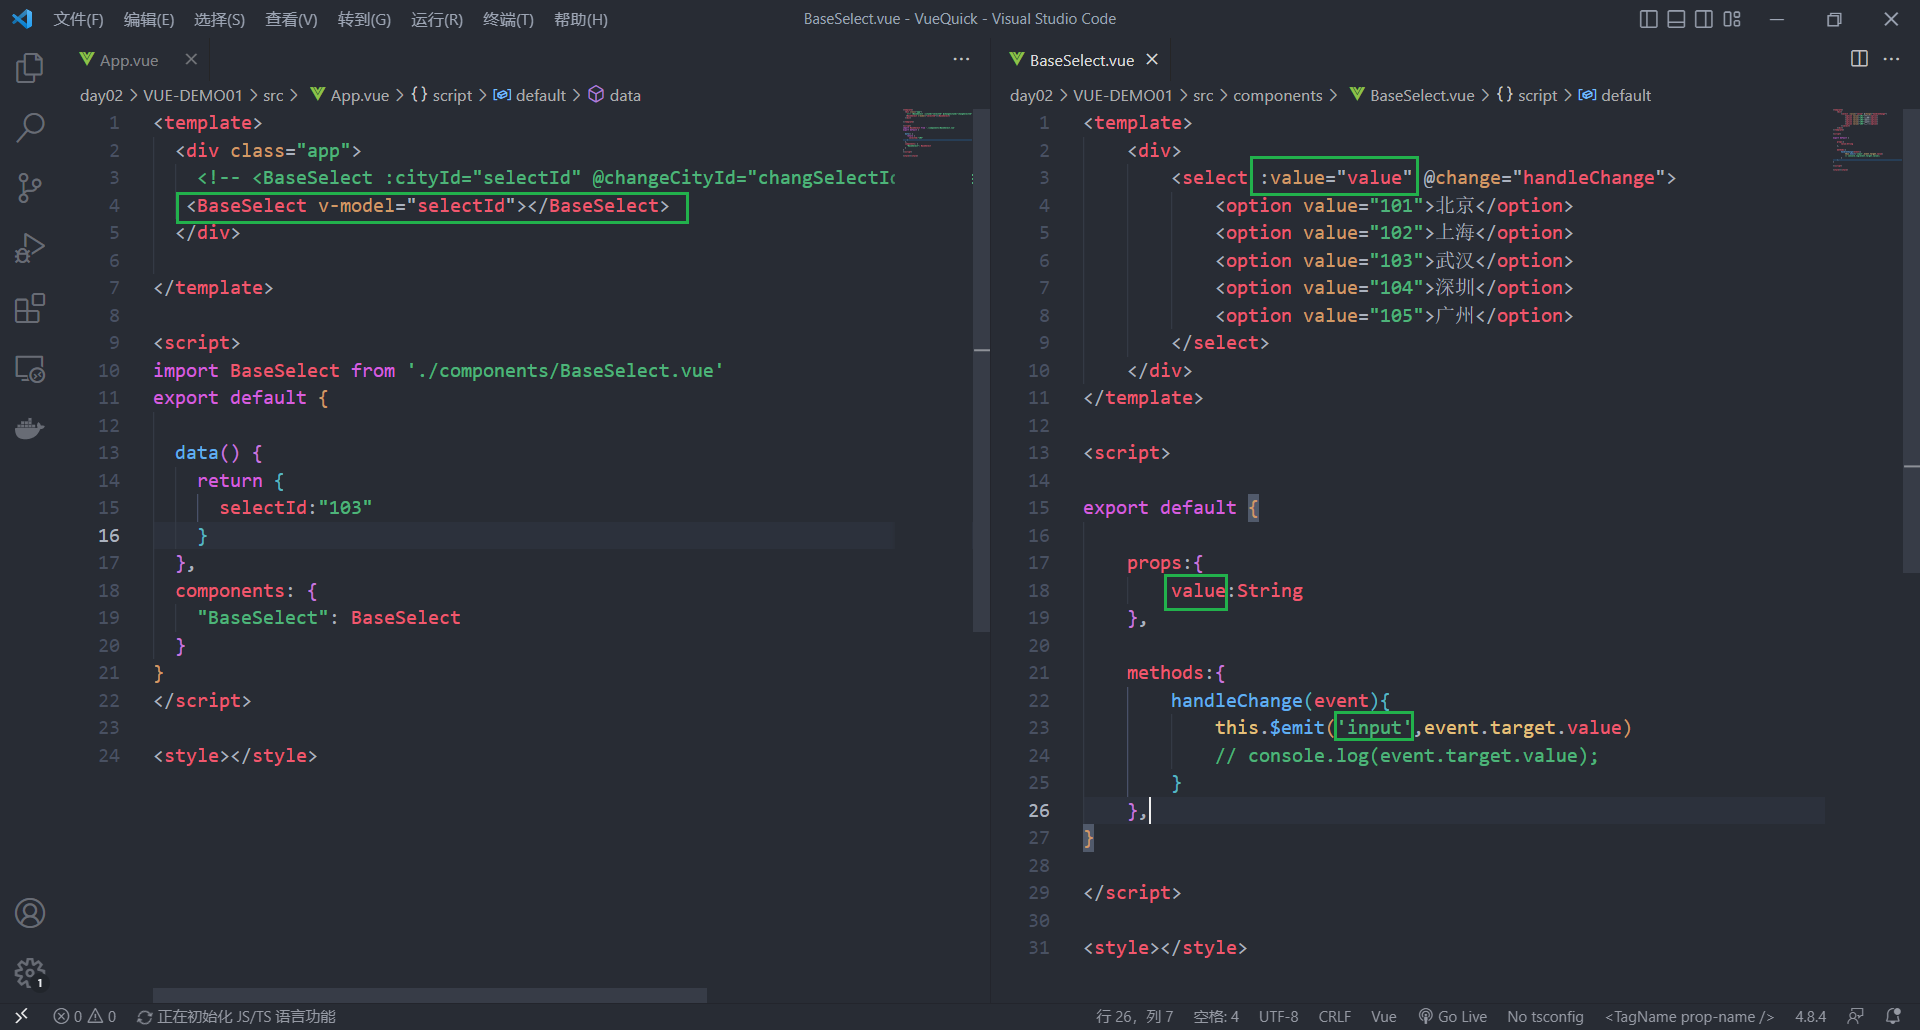 文件(F) 编辑(E) 选择(S) 查看(V) 转到(G) 运行(R) 终端(T) 帮助(H)
BaseSelect.vue - VueQuick - Visual Studio Code
App.vue
day02 > VUE-DEMO01 > src > App.vue > {} script > default > data
1 <template>
2 <div class="app">
3 <!-- <BaseSelect :cityId="selectId" @changeCityId="changSelectId
4 <BaseSelect v-model="selectId"></BaseSelect>
5 </div>
6
7 </template>
8
9 <script>
10 import BaseSelect from './components/BaseSelect.vue'
11 export default {
12
13 data() {
14 return {
15 selectId:"103"
16 }
17 },
18 components: {
19 "BaseSelect": BaseSelect
20 }
21 }
22 </script>
23
24 <style></style>
BaseSelect.vue
day02 > VUE-DEMO01 > src > components > BaseSelect.vue > {} script > default
1 <template>
2 <div>
3 <select :value="value" @change="handleChange">
4 <option value="101">北京</option>
5 <option value="102">上海</option>
6 <option value="103">武汉</option>
7 <option value="104">深圳</option>
8 <option value="105">广州</option>
9 </select>
10 </div>
11 </template>
12
13 <script>
14
15 export default {
16
17 props:{
18 value:String
19 },
20
21 methods:{
22 handleChange(event){
23 this.$emit('input',event.target.value)
24 // console.log(event.target.value);
25 }
26 },
27 }
28
29 </script>
30
31 <style></style>
1
0 0 正在初始化 JS/TS 语言功能
行 26，列 7 空格: 4 UTF-8 CRLF Vue Go Live No tsconfig <TagName prop-name /> 4.8.4